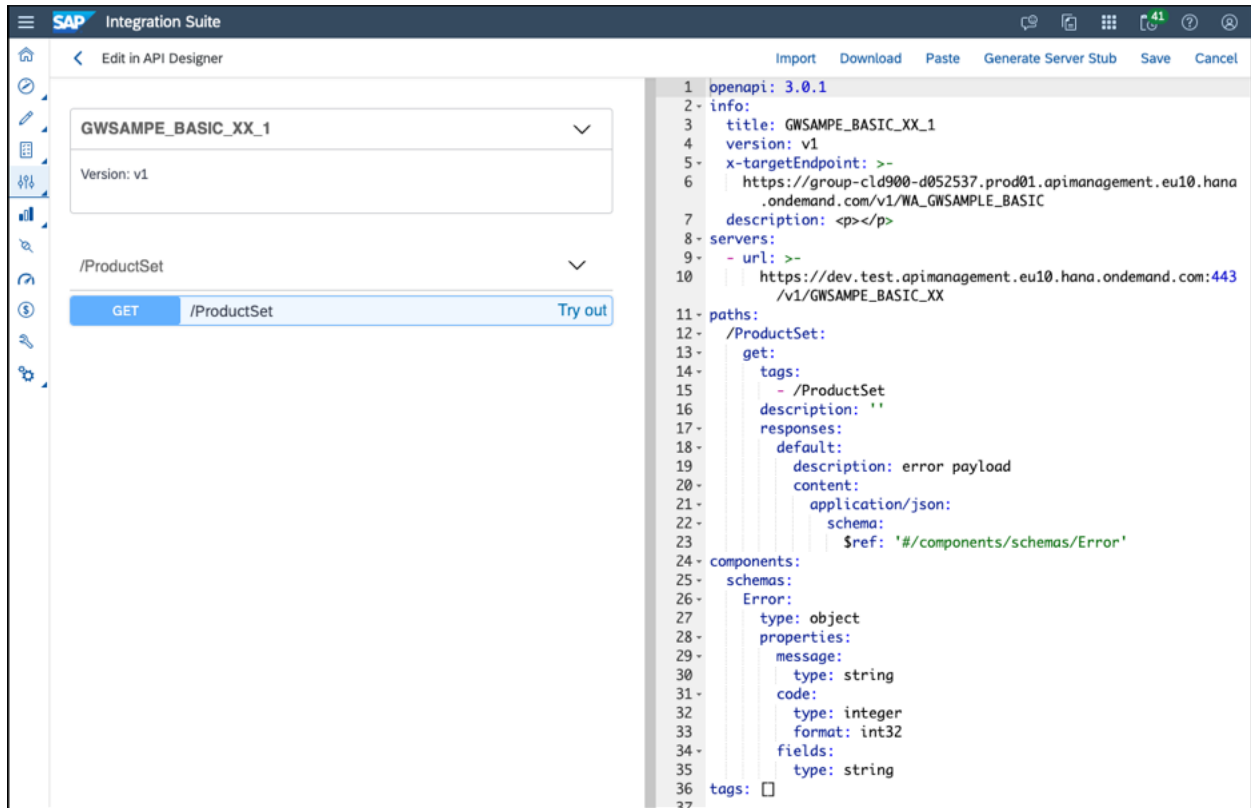 SAP Integration Suite
41
Edit in API Designer
Import Download Paste Generate Server Stub Save Cancel
GWSAMPE_BASIC_XX_1
Version: v1
/ProductSet
GET /ProductSet Try out
1 openapi: 3.0.1
2 info:
3 title: GWSAMPE_BASIC_XX_1
4 version: v1
5 x-targetEndpoint: >-
6 https://group-cld900-d052537.prod01.apimanagement.eu10.hana
.ondemand.com/v1/WA_GWSAMPLE_BASIC
7 description: <p></p>
8 servers:
9 - url: >-
10 https://dev.test.apimanagement.eu10.hana.ondemand.com:443
/v1/GWSAMPE_BASIC_XX
11 paths:
12 /ProductSet:
13 get:
14 tags:
15 - /ProductSet
16 description: ''
17 responses:
18 default:
19 description: error payload
20 content:
21 application/json:
22 schema:
23 $ref: '#/components/schemas/Error'
24 components:
25 schemas:
26 Error:
27 type: object
28 properties:
29 message:
30 type: string
31 code:
32 type: integer
33 format: int32
34 fields:
35 type: string
36 tags: []
37